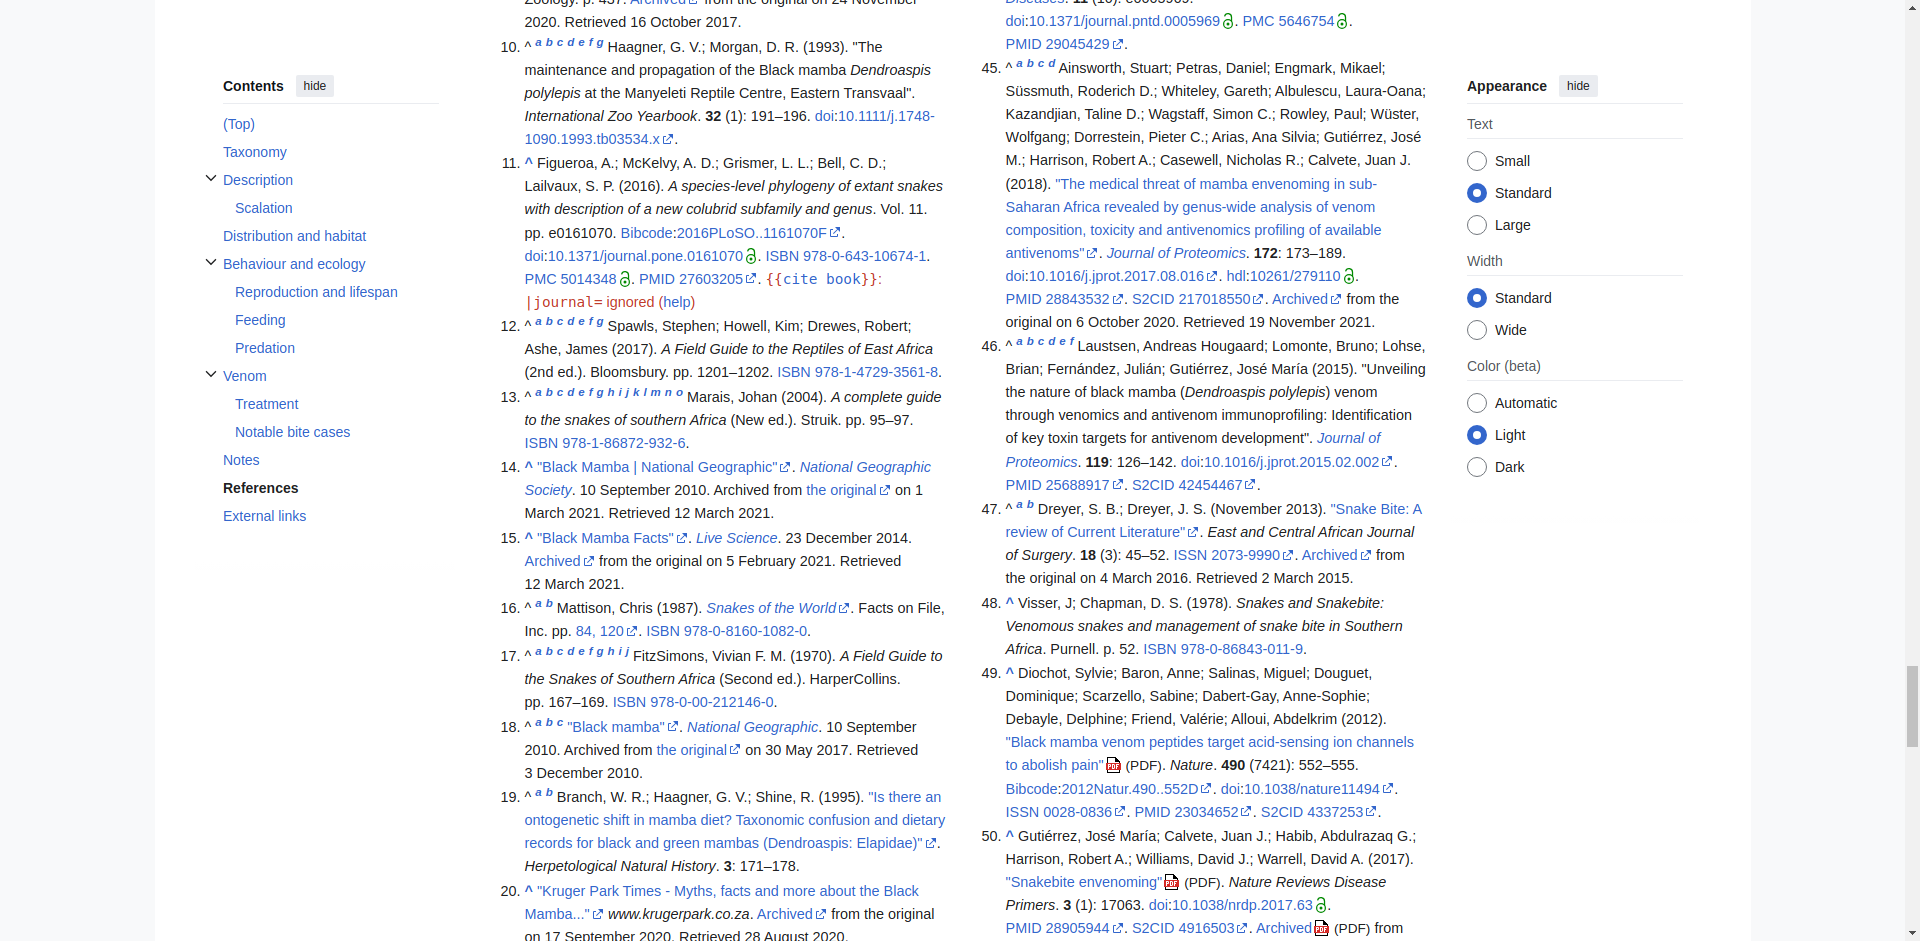 Contents hide
(Top)
Taxonomy
Description
Scalation
Distribution and habitat
Behaviour and ecology
Reproduction and lifespan
Feeding
Predation
Venom
Treatment
Notable bite cases
Notes
References
External links
2020. Retrieved 16 October 2017.
10. ^ a b c d e f g Haagner, G. V.; Morgan, D. R. (1993). "The
maintenance and propagation of the Black mamba Dendroaspis
polylepis at the Manyeleti Reptile Centre, Eastern Transvaal".
International Zoo Yearbook. 32 (1): 191–196. doi:10.1111/j.1748-
1090.1993.tb03534.x.
11. ^ Figueroa, A.; McKelvy, A. D.; Grismer, L. L.; Bell, C. D.;
Lailvaux, S. P. (2016). A species-level phylogeny of extant snakes
with description of a new colubrid subfamily and genus. Vol. 11.
pp. e0161070. Bibcode:2016PLoSO..1161070F.
doi:10.1371/journal.pone.0161070. ISBN 978-0-643-10674-1.
PMC 5014348. PMID 27603205. {{cite book}}:
|journal= ignored (help)
12. ^ a b c d e f g Spawls, Stephen; Howell, Kim; Drewes, Robert;
Ashe, James (2017). A Field Guide to the Reptiles of East Africa
(2nd ed.). Bloomsbury. pp. 1201–1202. ISBN 978-1-4729-3561-8.
13. ^ a b c d e f g h i j k l m n o Marais, Johan (2004). A complete guide
to the snakes of southern Africa (New ed.). Struik. pp. 95–97.
ISBN 978-1-86872-932-6.
14. ^ "Black Mamba | National Geographic". National Geographic
Society. 10 September 2010. Archived from the original on 1
March 2021. Retrieved 12 March 2021.
15. ^ "Black Mamba Facts". Live Science. 23 December 2014.
Archived from the original on 5 February 2021. Retrieved
12 March 2021.
16. ^ a b Mattison, Chris (1987). Snakes of the World. Facts on File,
Inc. pp. 84, 120. ISBN 978-0-8160-1082-0.
17. ^ a b c d e f g h i j FitzSimons, Vivian F. M. (1970). A Field Guide to
the Snakes of Southern Africa (Second ed.). HarperCollins.
pp. 167–169. ISBN 978-0-00-212146-0.
18. ^ a b c "Black mamba". National Geographic. 10 September
2010. Archived from the original on 30 May 2017. Retrieved
3 December 2010.
19. ^ a b Branch, W. R.; Haagner, G. V.; Shine, R. (1995). "Is there an
ontogenetic shift in mamba diet? Taxonomic confusion and dietary
records for black and green mambas (Dendroaspis: Elapidae)".
Herpetological Natural History. 3: 171–178.
20. ^ "Kruger Park Times - Myths, facts and more about the Black
Mamba..." www.krugerpark.co.za. Archived from the original
on 17 September 2020. Retrieved 28 August 2020.
doi:10.1371/journal.pntd.0005969. PMC 5646754.
PMID 29045429.
45. ^ a b c d Ainsworth, Stuart; Petras, Daniel; Engmark, Mikael;
Süssmuth, Roderich D.; Whiteley, Gareth; Albulescu, Laura-Oana;
Kazandjian, Taline D.; Wagstaff, Simon C.; Rowley, Paul; Wüster,
Wolfgang; Dorrestein, Pieter C.; Arias, Ana Silvia; Gutiérrez, José
M.; Harrison, Robert A.; Casewell, Nicholas R.; Calvete, Juan J.
(2018). "The medical threat of mamba envenoming in sub-
Saharan Africa revealed by genus-wide analysis of venom
composition, toxicity and antivenomics profiling of available
antivenoms". Journal of Proteomics. 172: 173–189.
doi:10.1016/j.jprot.2017.08.016. hdl:10261/279110.
PMID 28843532. S2CID 217018550. Archived from the
original on 6 October 2020. Retrieved 19 November 2021.
46. ^ a b c d e f Laustsen, Andreas Hougaard; Lomonte, Bruno; Lohse,
Brian; Fernández, Julián; Gutiérrez, José María (2015). "Unveiling
the nature of black mamba (Dendroaspis polylepis) venom
through venomics and antivenom immunoprofiling: Identification
of key toxin targets for antivenom development". Journal of
Proteomics. 119: 126–142. doi:10.1016/j.jprot.2015.02.002.
PMID 25688917. S2CID 42454467.
47. ^ a b Dreyer, S. B.; Dreyer, J. S. (November 2013). "Snake Bite: A
review of Current Literature". East and Central African Journal
of Surgery. 18 (3): 45–52. ISSN 2073-9990. Archived from
the original on 4 March 2016. Retrieved 2 March 2015.
48. ^ Visser, J; Chapman, D. S. (1978). Snakes and Snakebite:
Venomous snakes and management of snake bite in Southern
Africa. Purnell. p. 52. ISBN 978-0-86843-011-9.
49. ^ Diochot, Sylvie; Baron, Anne; Salinas, Miguel; Douguet,
Dominique; Scarzello, Sabine; Dabert-Gay, Anne-Sophie;
Debayle, Delphine; Friend, Valérie; Alloui, Abdelkrim (2012).
"Black mamba venom peptides target acid-sensing ion channels
to abolish pain" (PDF). Nature. 490 (7421): 552–555.
Bibcode:2012Natur.490..552D. doi:10.1038/nature11494.
ISSN 0028-0836. PMID 23034652. S2CID 4337253.
50. ^ Gutiérrez, José María; Calvete, Juan J.; Habib, Abdulrazaq G.;
Harrison, Robert A.; Williams, David J.; Warrell, David A. (2017).
"Snakebite envenoming" (PDF). Nature Reviews Disease
Primers. 3 (1): 17063. doi:10.1038/nrdp.2017.63.
PMID 28905944. S2CID 4916503. Archived (PDF) from
Appearance hide
Text
Small
Standard
Large
Width
Standard
Wide
Color (beta)
Automatic
Light
Dark